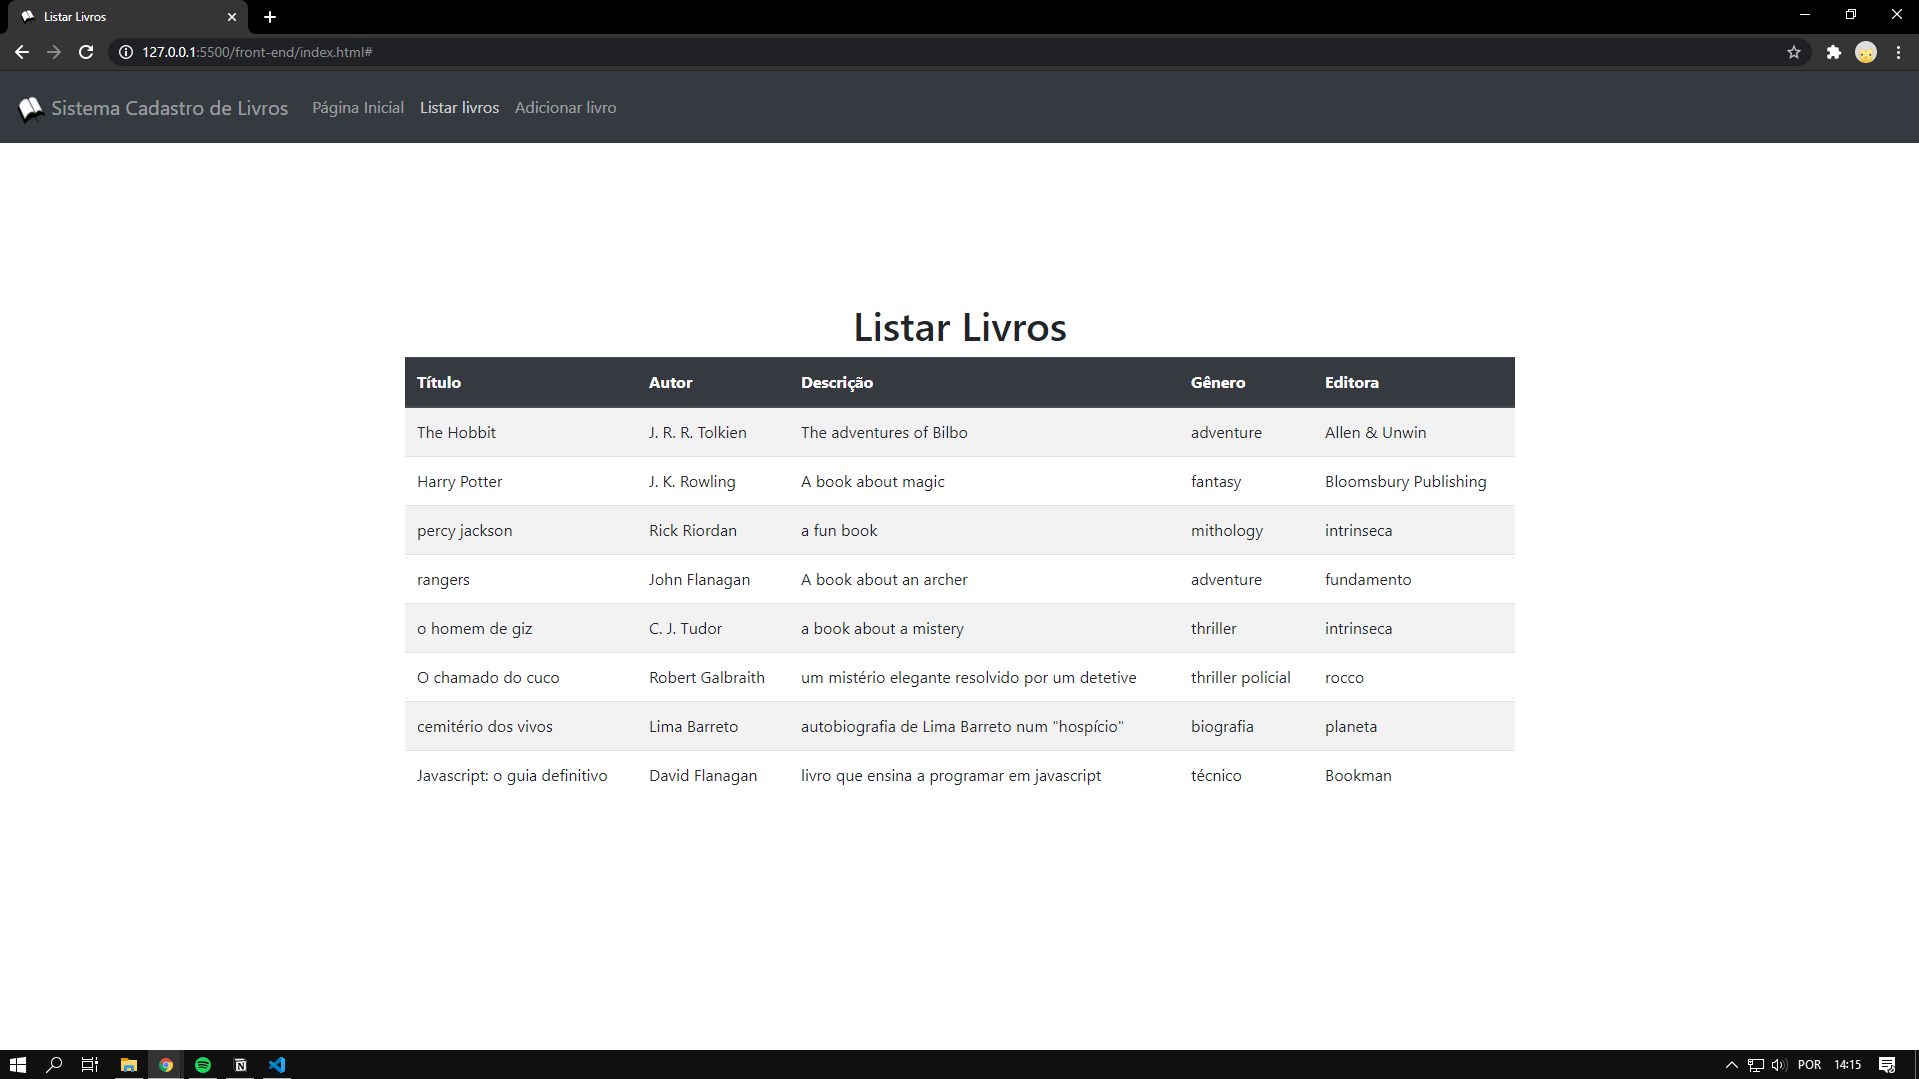 Listar Livros
127.0.0.1:5500/front-end/index.html#
Sistema Cadastro de Livros Página Inicial Listar livros Adicionar livro
Listar Livros
Título Autor Descrição Gênero Editora
The Hobbit J. R. R. Tolkien The adventures of Bilbo adventure Allen & Unwin
Harry Potter J. K. Rowling A book about magic fantasy Bloomsbury Publishing
percy jackson Rick Riordan a fun book mithology intrinseca
rangers John Flanagan A book about an archer adventure fundamento
o homem de giz C. J. Tudor a book about a mistery thriller intrinseca
O chamado do cuco Robert Galbraith um mistério elegante resolvido por um detetive thriller policial rocco
cemitério dos vivos Lima Barreto autobiografia de Lima Barreto num "hospício" biografia planeta
Javascript: o guia definitivo David Flanagan livro que ensina a programar em javascript técnico Bookman
POR 14:15